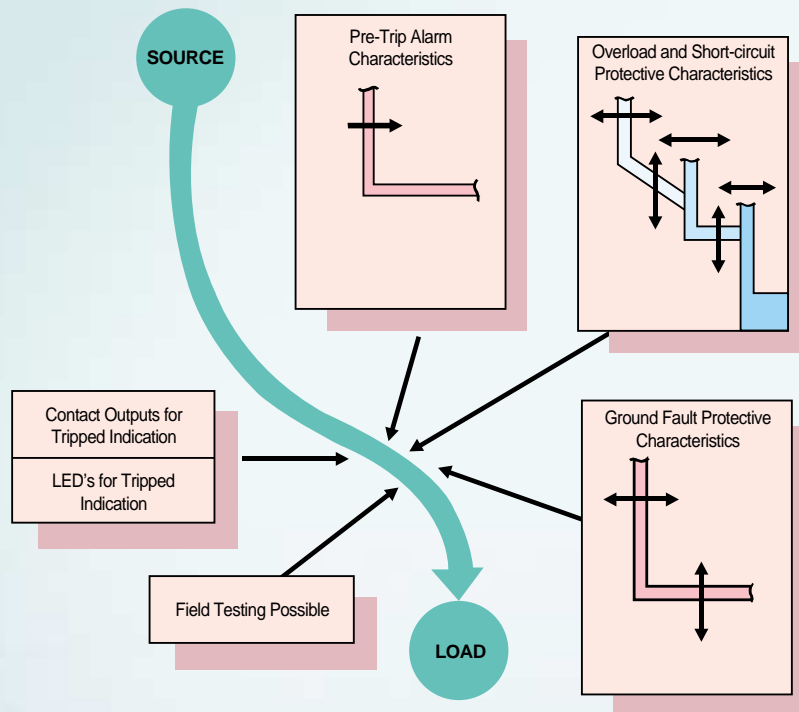 SOURCE
Pre-Trip Alarm
Characteristics
Overload and Short-circuit
Protective Characteristics
Contact Outputs for
Tripped Indication
LED's for Tripped
Indication
Ground Fault Protective
Characteristics
Field Testing Possible
LOAD